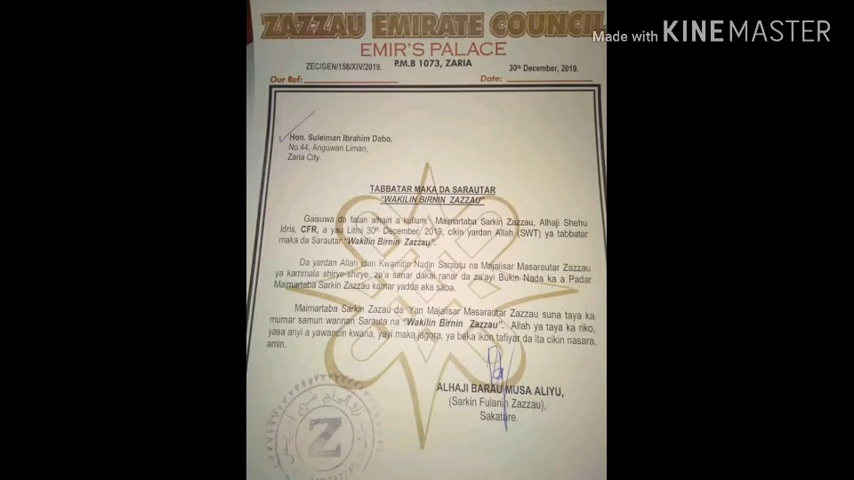 ZAZZAU EMIRATE COUNCIL
Made with KINEMASTER
EMIR'S PALACE
P.M.B 1073, ZARIA
ZEC/GEN/158/XIV/2019.
30th December, 2019.
Our Ref:
Date:
Hon. Suleiman Ibrahim Dabo,
No.44, Anguwan Liman,
Zaria City.
TABBATAR MAKA DA SARAUTAR
"WAKILIN BIRNIN ZAZZAU"
Gaisuwa da fatan alhairi a kullum. Maimartaba Sarkin Zazzau, Alhaji Shehu
Idris, CFR, a yau Litini 30th December, 2019, cikin yardan Allah (SWT) ya tabbatar
maka da Sarautar "Wakilin Birnin Zazzau".
Da yardan Allah idan Kwamitin Nadin Sarautu na Majalisar Masarautar Zazzau
ya kammala shirye-shirye, za'a sanar dakai ranar da za'ayi Bukin Nada ka a Padar
Maimartaba Sarkin Zazzau kamar yadda aka saba.
Maimartaba Sarkin Zazau da Yan Majalisar Masarautar Zazzau suna taya ka
murnar samun wannan Sarauta na "Wakilin Birnin Zazzau". Allah ya taya ka riko,
yasa anyi a yawancin kwana, yayi maka jagora, ya baka ikon tafiyar da ita cikin nasara,
amin.
ALHAJI BARAU MUSA ALIYU,
(Sarkin Fulanin Zazzau),
Sakatare.
Z